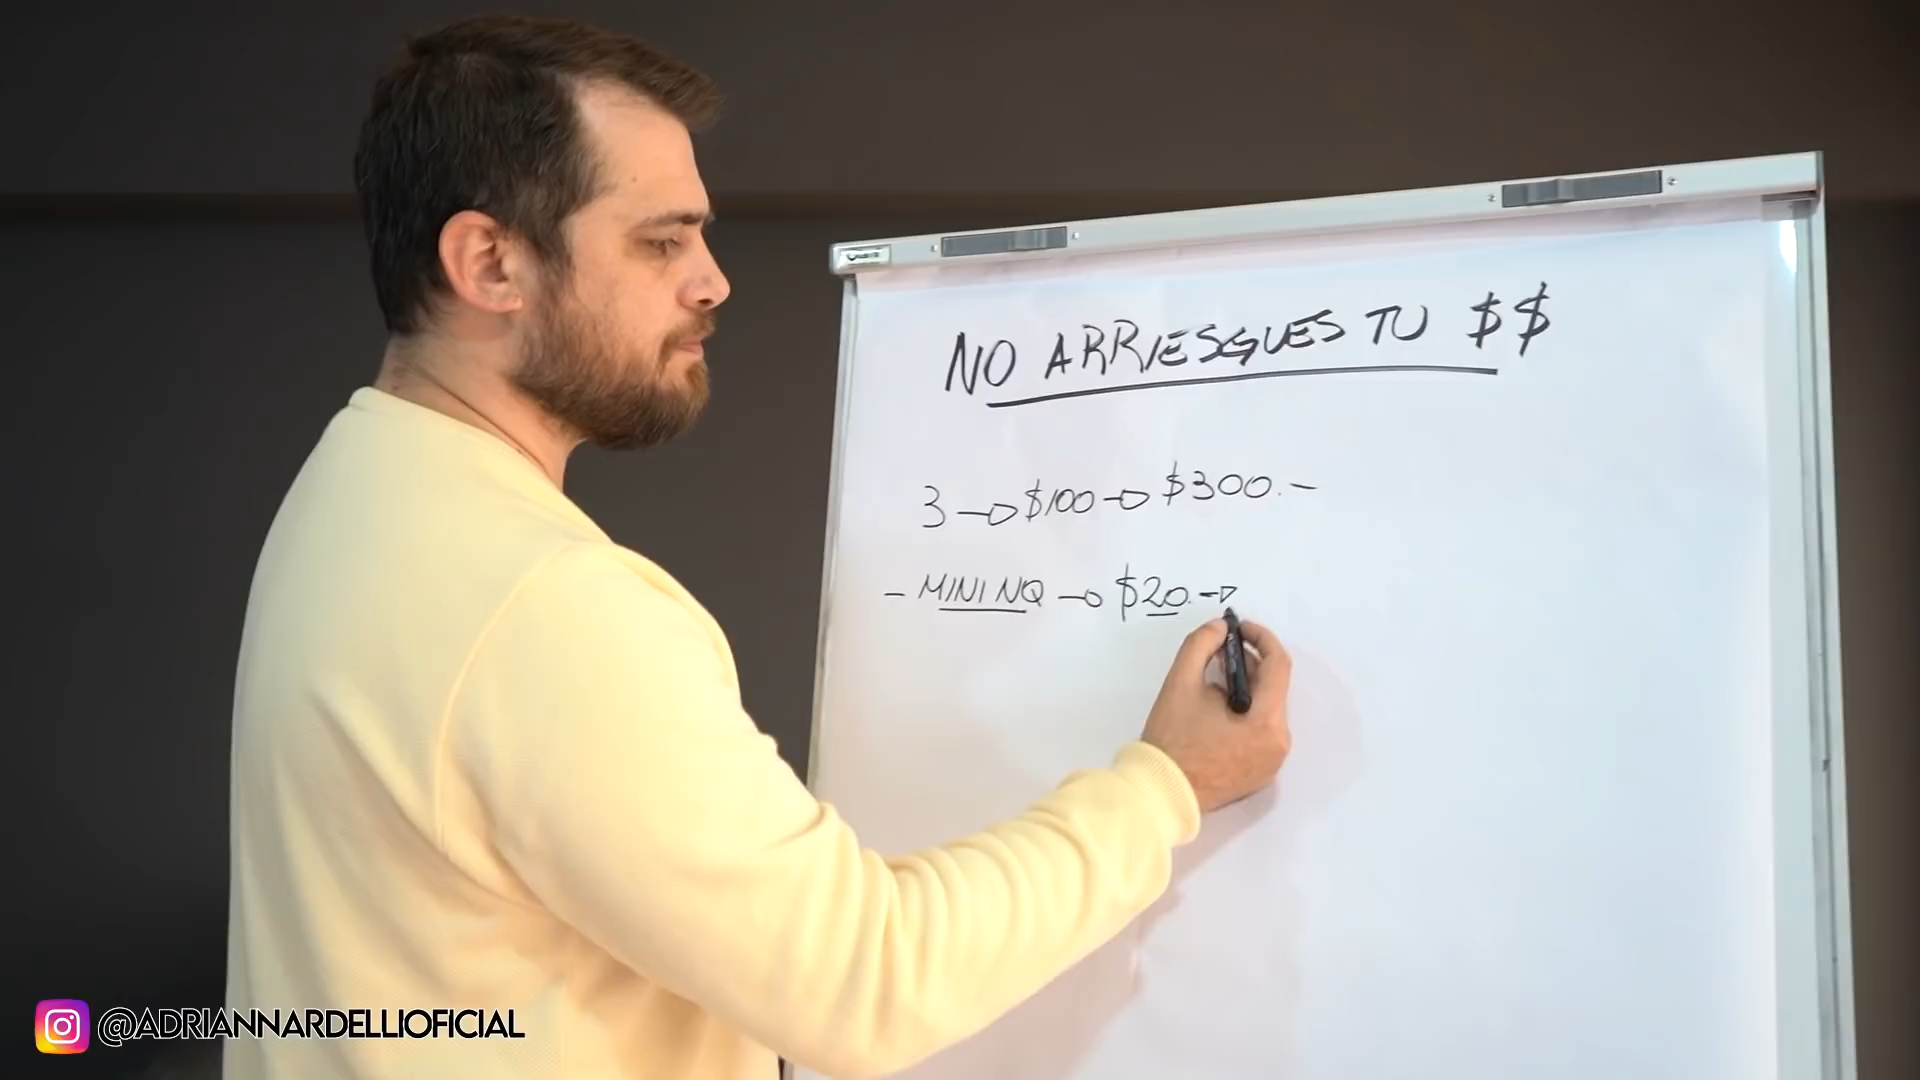 NO ARRIESGUES TU $$
3 → $100 → $300.-
- MINI NQ → $20. →
@ADRIANNARDELLIOFICIAL